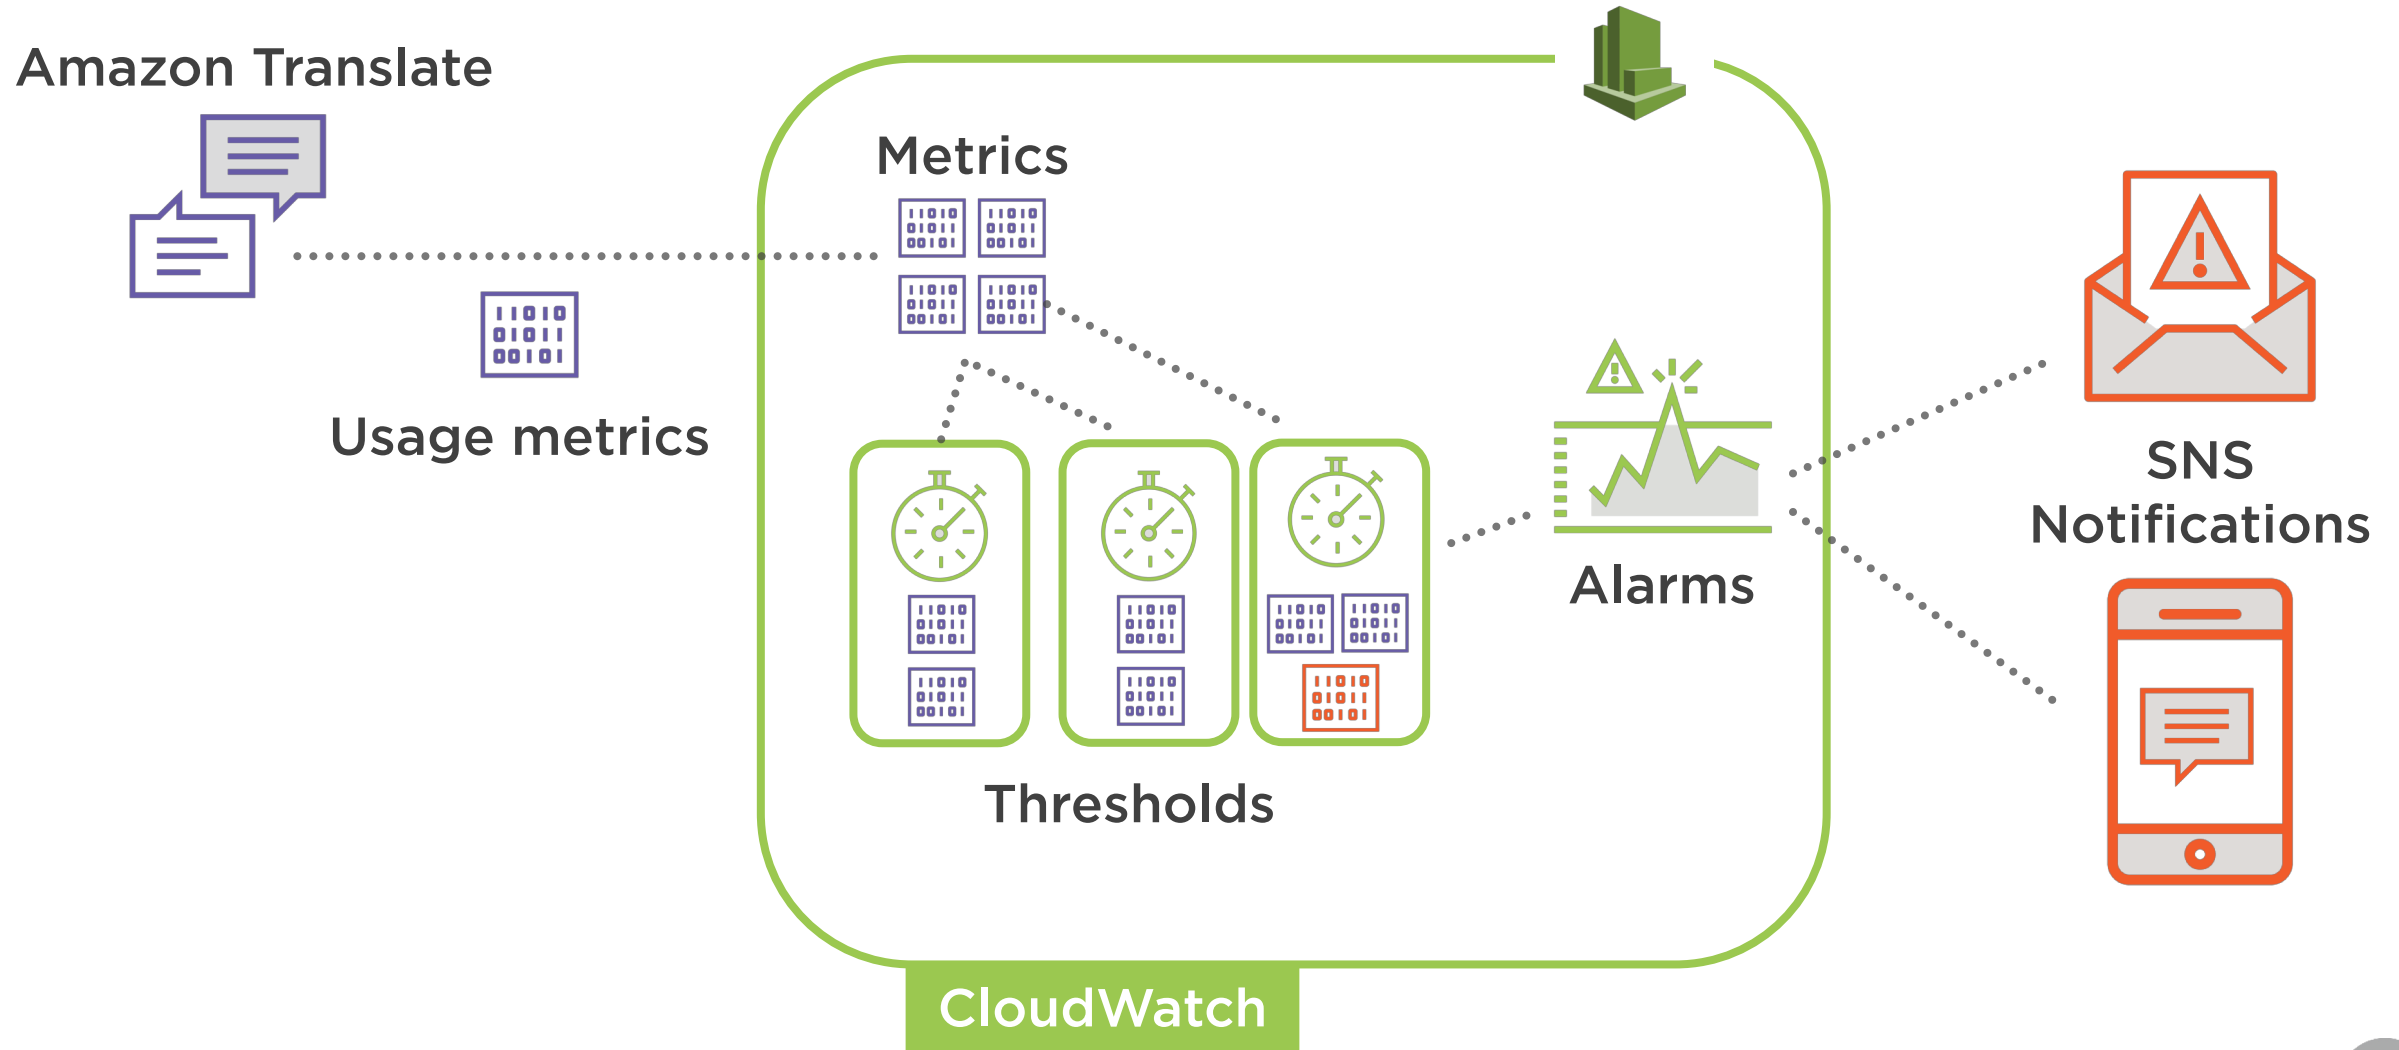 Amazon Translate
Usage metrics
Metrics
Thresholds
Alarms
SNS
Notifications
CloudWatch